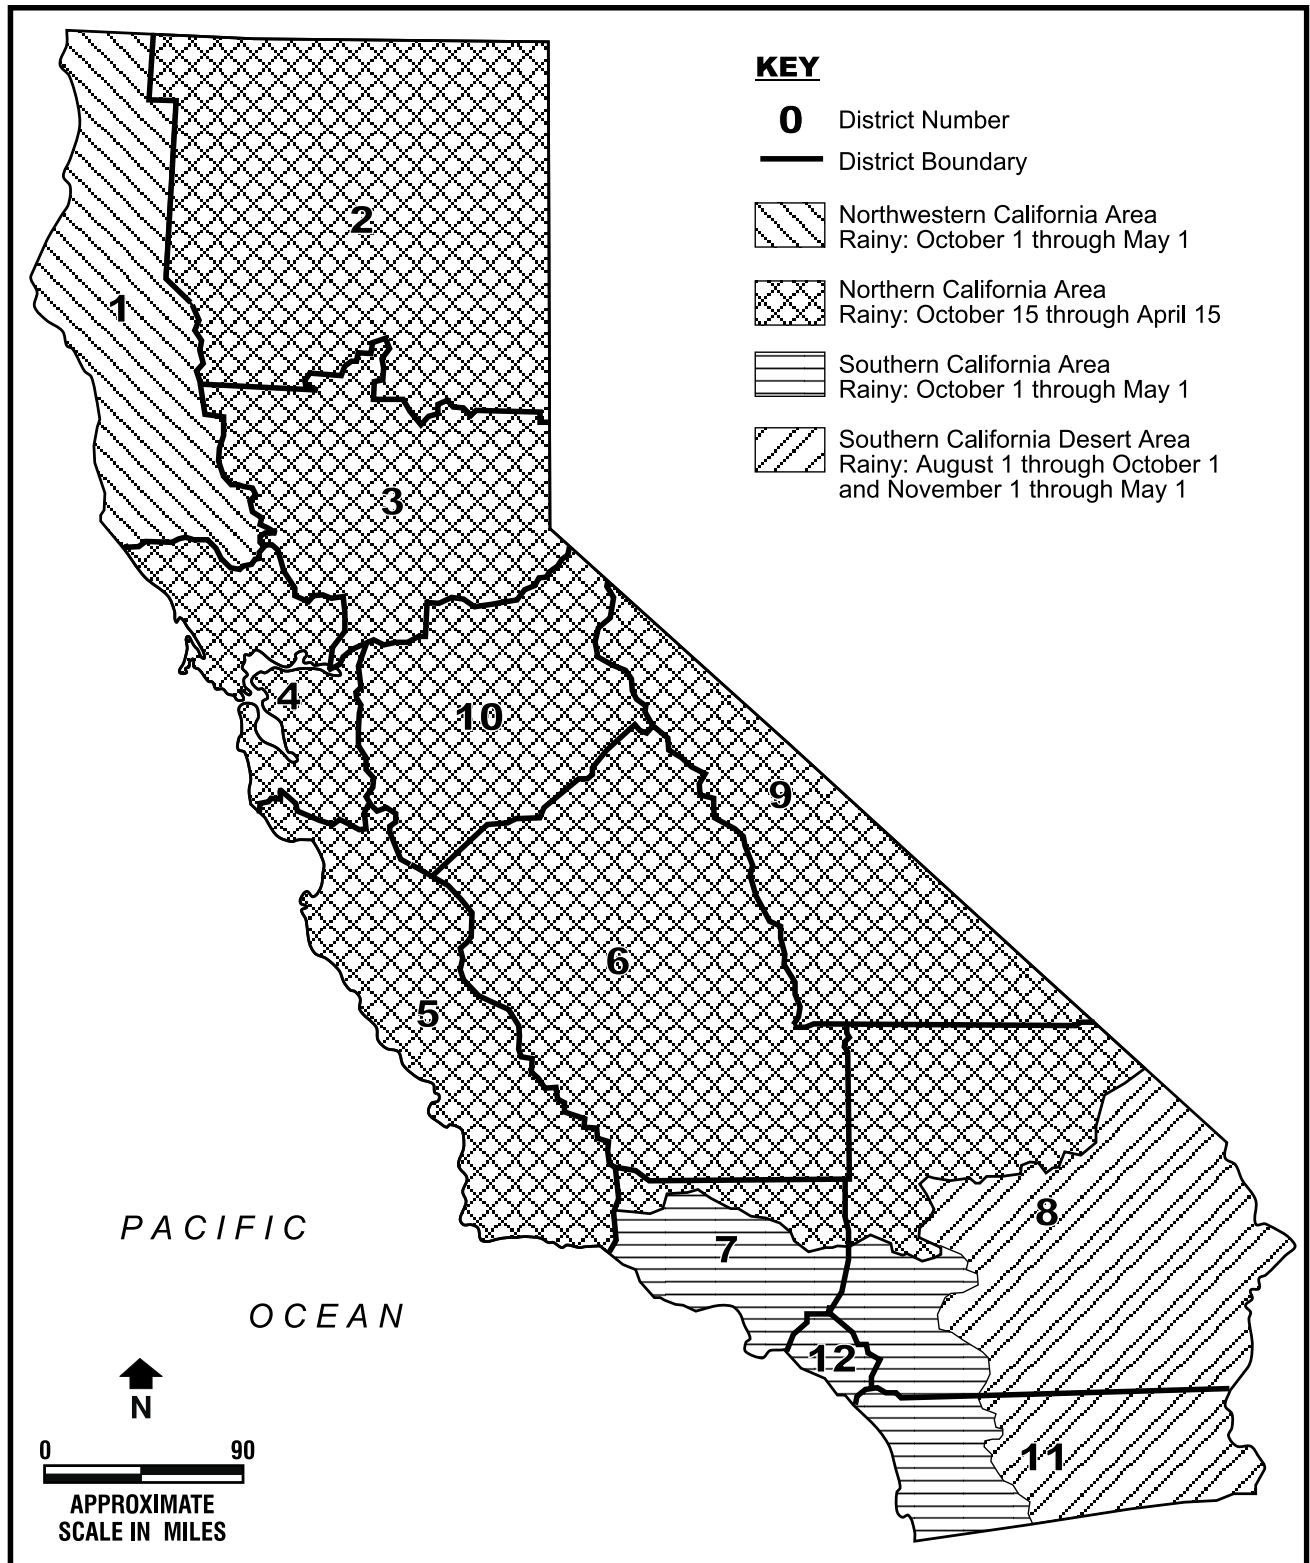 KEY
0 District Number
District Boundary
Northwestern California Area
Rainy: October 1 through May 1
Northern California Area
Rainy: October 15 through April 15
Southern California Area
Rainy: October 1 through May 1
Southern California Desert Area
Rainy: August 1 through October 1
and November 1 through May 1
2
1
3
4
10
9
6
5
8
7
12
11
PACIFIC
OCEAN
N
0 90
APPROXIMATE
SCALE IN MILES